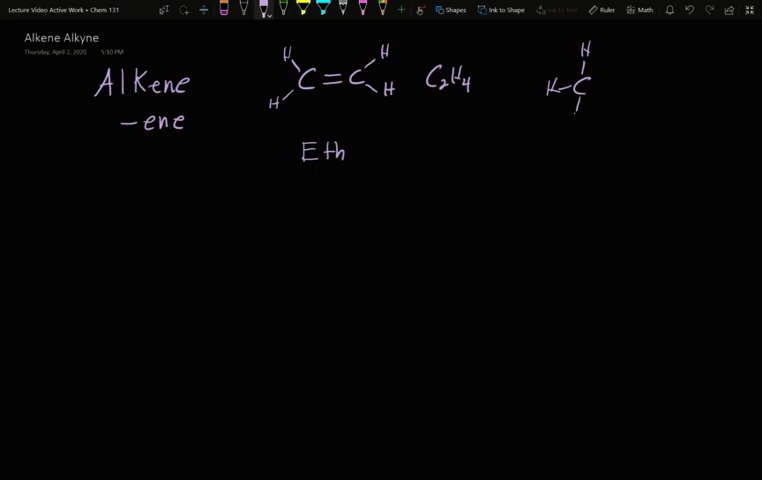 Lecture Video Active Work » Chem 131
Shapes
Ink to Shape
Ink to Text
Ruler
Math
Alkene Alkyne
Thursday, April 2, 2020 5:10 PM
Alkene
-ene
H H
C=C
H H
C₂H₄
H
H-C
Eth